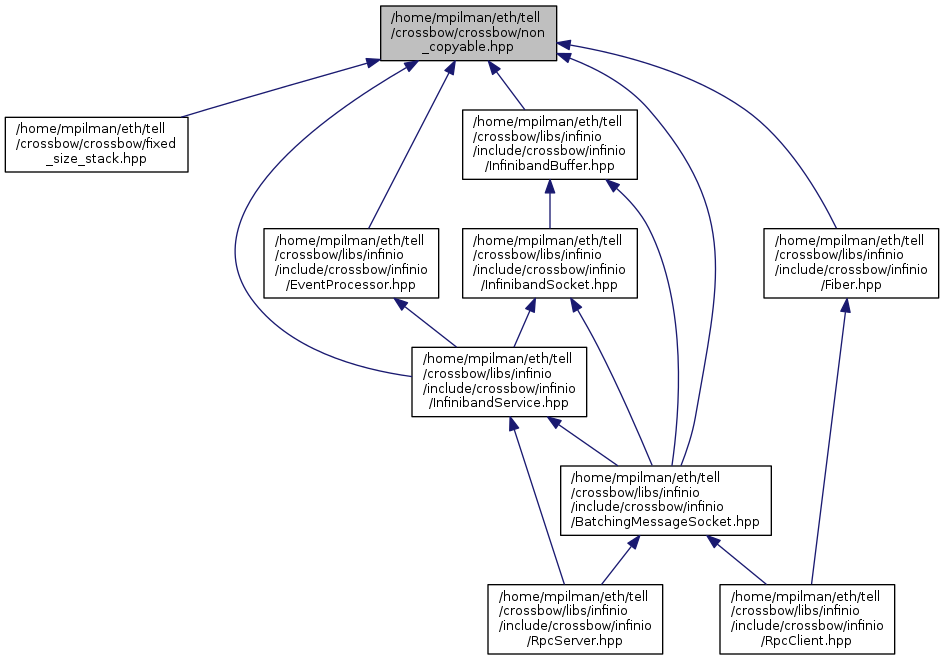 /home/mpilman/eth/tell
/crossbow/crossbow/non
_copyable.hpp
/home/mpilman/eth/tell
/crossbow/crossbow/fixed
_size_stack.hpp
/home/mpilman/eth/tell
/crossbow/libs/infinio
/include/crossbow/infinio
/InfinibandBuffer.hpp
/home/mpilman/eth/tell
/crossbow/libs/infinio
/include/crossbow/infinio
/EventProcessor.hpp
/home/mpilman/eth/tell
/crossbow/libs/infinio
/include/crossbow/infinio
/InfinibandSocket.hpp
/home/mpilman/eth/tell
/crossbow/libs/infinio
/include/crossbow/infinio
/Fiber.hpp
/home/mpilman/eth/tell
/crossbow/libs/infinio
/include/crossbow/infinio
/InfinibandService.hpp
/home/mpilman/eth/tell
/crossbow/libs/infinio
/include/crossbow/infinio
/BatchingMessageSocket.hpp
/home/mpilman/eth/tell
/crossbow/libs/infinio
/include/crossbow/infinio
/RpcServer.hpp
/home/mpilman/eth/tell
/crossbow/libs/infinio
/include/crossbow/infinio
/RpcClient.hpp